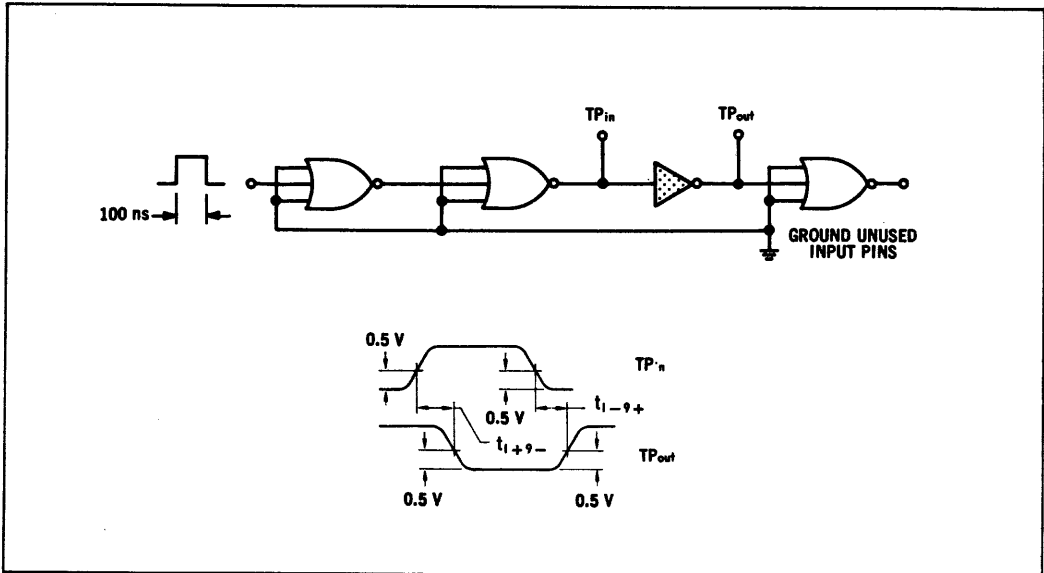 TPin
TPout
100 ns
GROUND UNUSED
INPUT PINS
0.5 V
TP·n
0.5 V
t1-9+
t1+9-
TPout
0.5 V
0.5 V